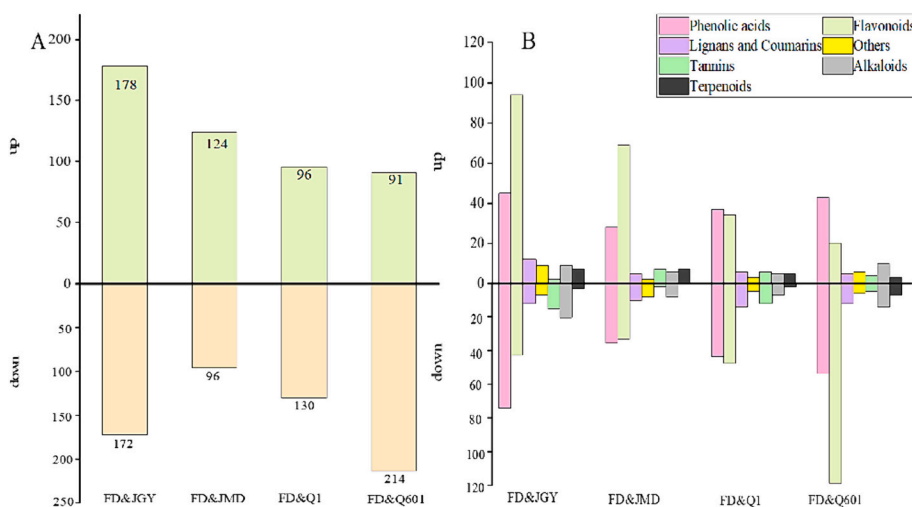 A
200
150
100
50
0
50
100
150
200
250
up
down
178
124
96
91
172
96
130
214
FD&JGY
FD&JMD
FD&Q1
FD&Q601
B
Phenolic acids
Flavonoids
Lignans and Coumarins
Others
Tannins
Alkaloids
Terpenoids
120
100
80
60
40
20
0
20
40
60
80
100
120
up
down
FD&JGY
FD&JMD
FD&Q1
FD&Q601